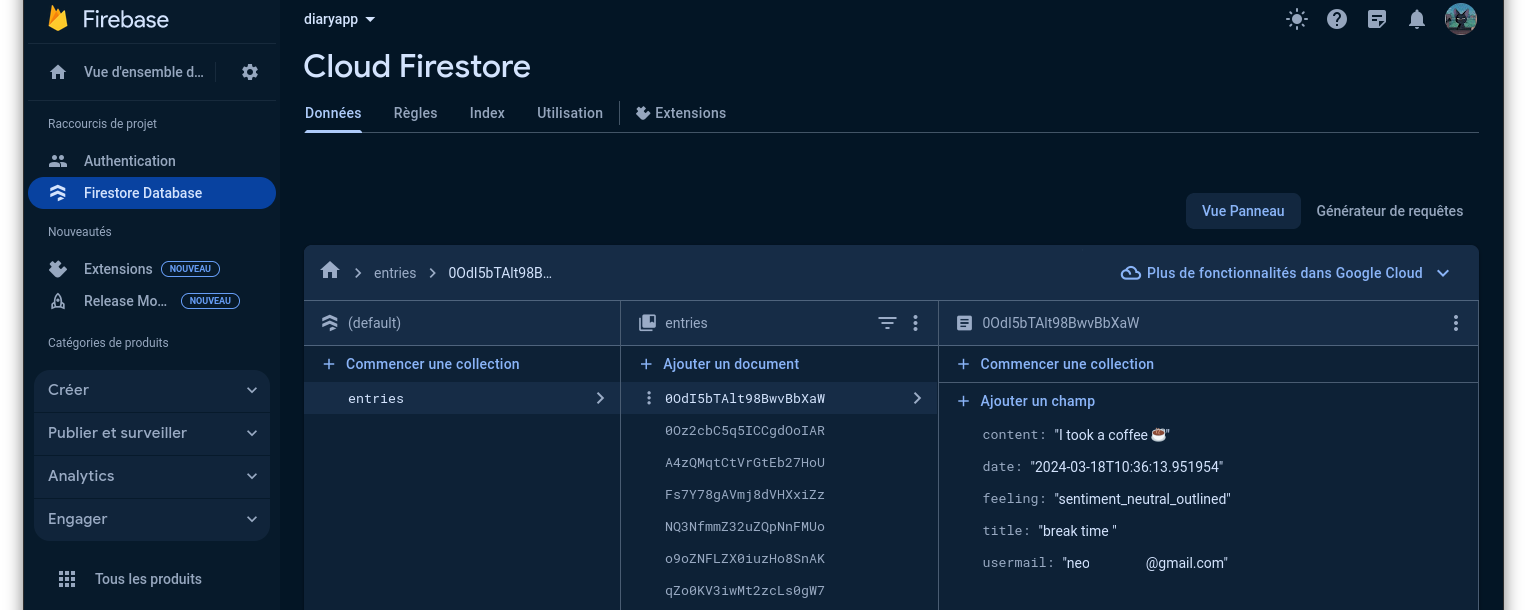 Firebase
diaryapp
Vue d'ensemble d...
Cloud Firestore
Données Règles Index Utilisation Extensions
Raccourcis de projet
Authentication
Firestore Database
Nouveautés
Extensions NOUVEAU
Release Mo... NOUVEAU
Catégories de produits
Créer
Publier et surveiller
Analytics
Engager
Tous les produits
Vue Panneau Générateur de requêtes
entries 0OdI5bTAlt98B... Plus de fonctionnalités dans Google Cloud
(default)
Commencer une collection
entries
entries
Ajouter un document
0OdI5bTAlt98BwvBbXaW
0Oz2cbC5q5ICCgdOoIAR
A4zQMqtCtVrGtEb27HoU
Fs7Y78gAVmj8dVHXxiZz
NQ3NfmmZ32uZQpNnFMUo
o9oZNFLZX0iuzHo8SnAK
qZo0KV3iwMt2zcLs0gW7
0OdI5bTAlt98BwvBbXaW
Commencer une collection
Ajouter un champ
content: "I took a coffee☕"
date: "2024-03-18T10:36:13.951954"
feeling: "sentiment_neutral_outlined"
title: "break time "
usermail: "neo @gmail.com"